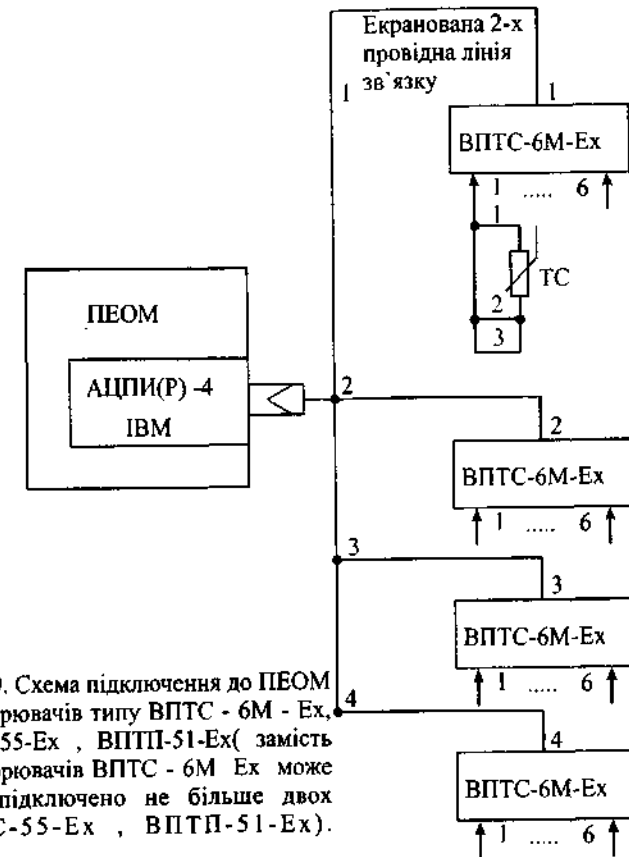 Екранована 2-х
провідна лінія
зв`язку
1
1
ВПТС-6М-Ех
1 ..... 6
1
ТС
2
3
ПЕОМ
АЦПИ(Р) -4
ІВМ
2
2
ВПТС-6М-Ех
1 ..... 6
3
3
ВПТС-6М-Ех
1 ..... 6
4
4
ВПТС-6М-Ех
1 ..... 6
. Схема підключення до ПЕОМ
рювачів типу ВПТС - 6М - Ех,
55-Ех , ВПТП-51-Ех( замість
орювачів ВПТС - 6М Ех може
підключено не більше двох
С-55-Ех , ВПТП-51-Ех).